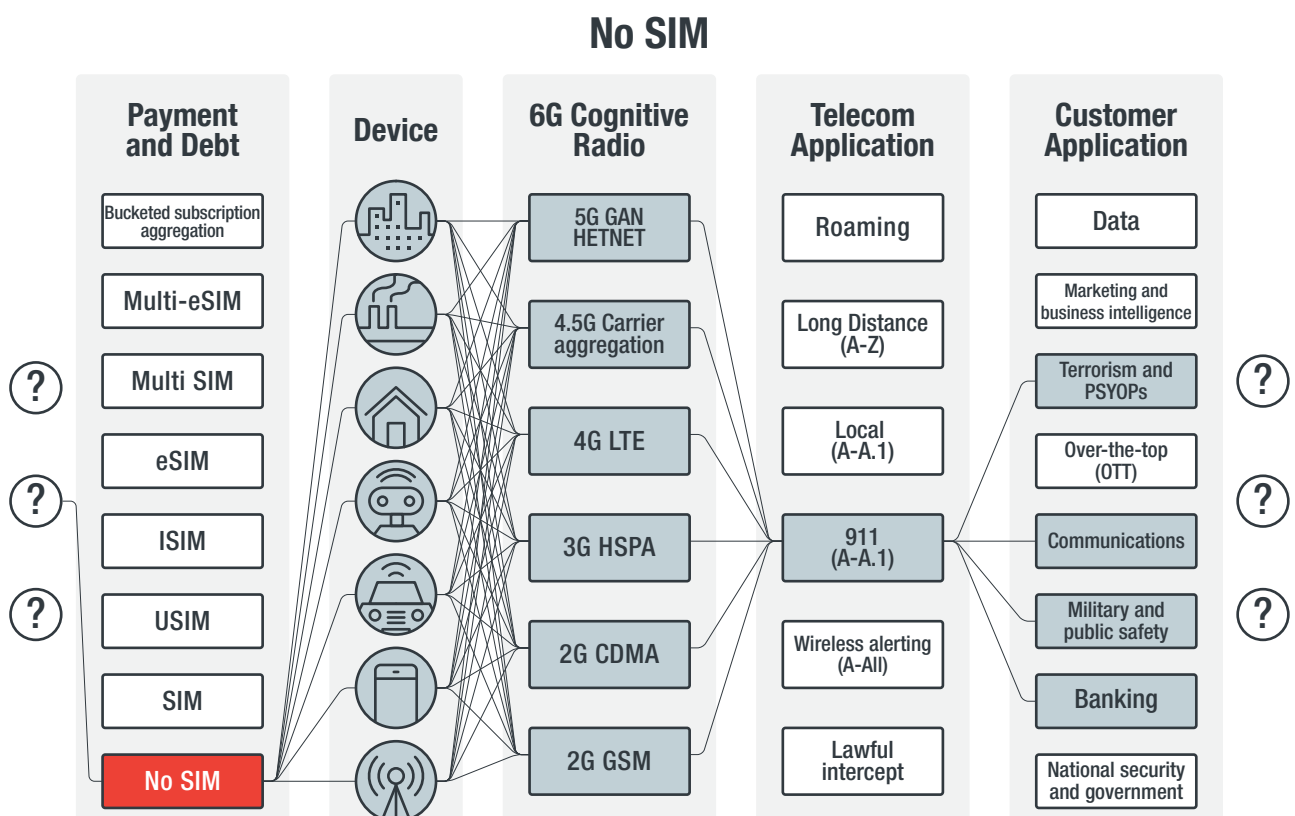 No SIM
Payment
and Debt
Bucketed subscription
aggregation
Multi-eSIM
Multi SIM
eSIM
ISIM
USIM
SIM
No SIM
?
?
?
Device
6G Cognitive
Radio
5G GAN
HETNET
4.5G Carrier
aggregation
4G LTE
3G HSPA
2G CDMA
2G GSM
Telecom
Application
Roaming
Long Distance
(A-Z)
Local
(A-A.1)
911
(A-A.1)
Wireless alerting
(A-All)
Lawful
intercept
Customer
Application
Data
Marketing and
business intelligence
Terrorism and
PSYOPs
Over-the-top
(OTT)
Communications
Military and
public safety
Banking
National security
and government
?
?
?